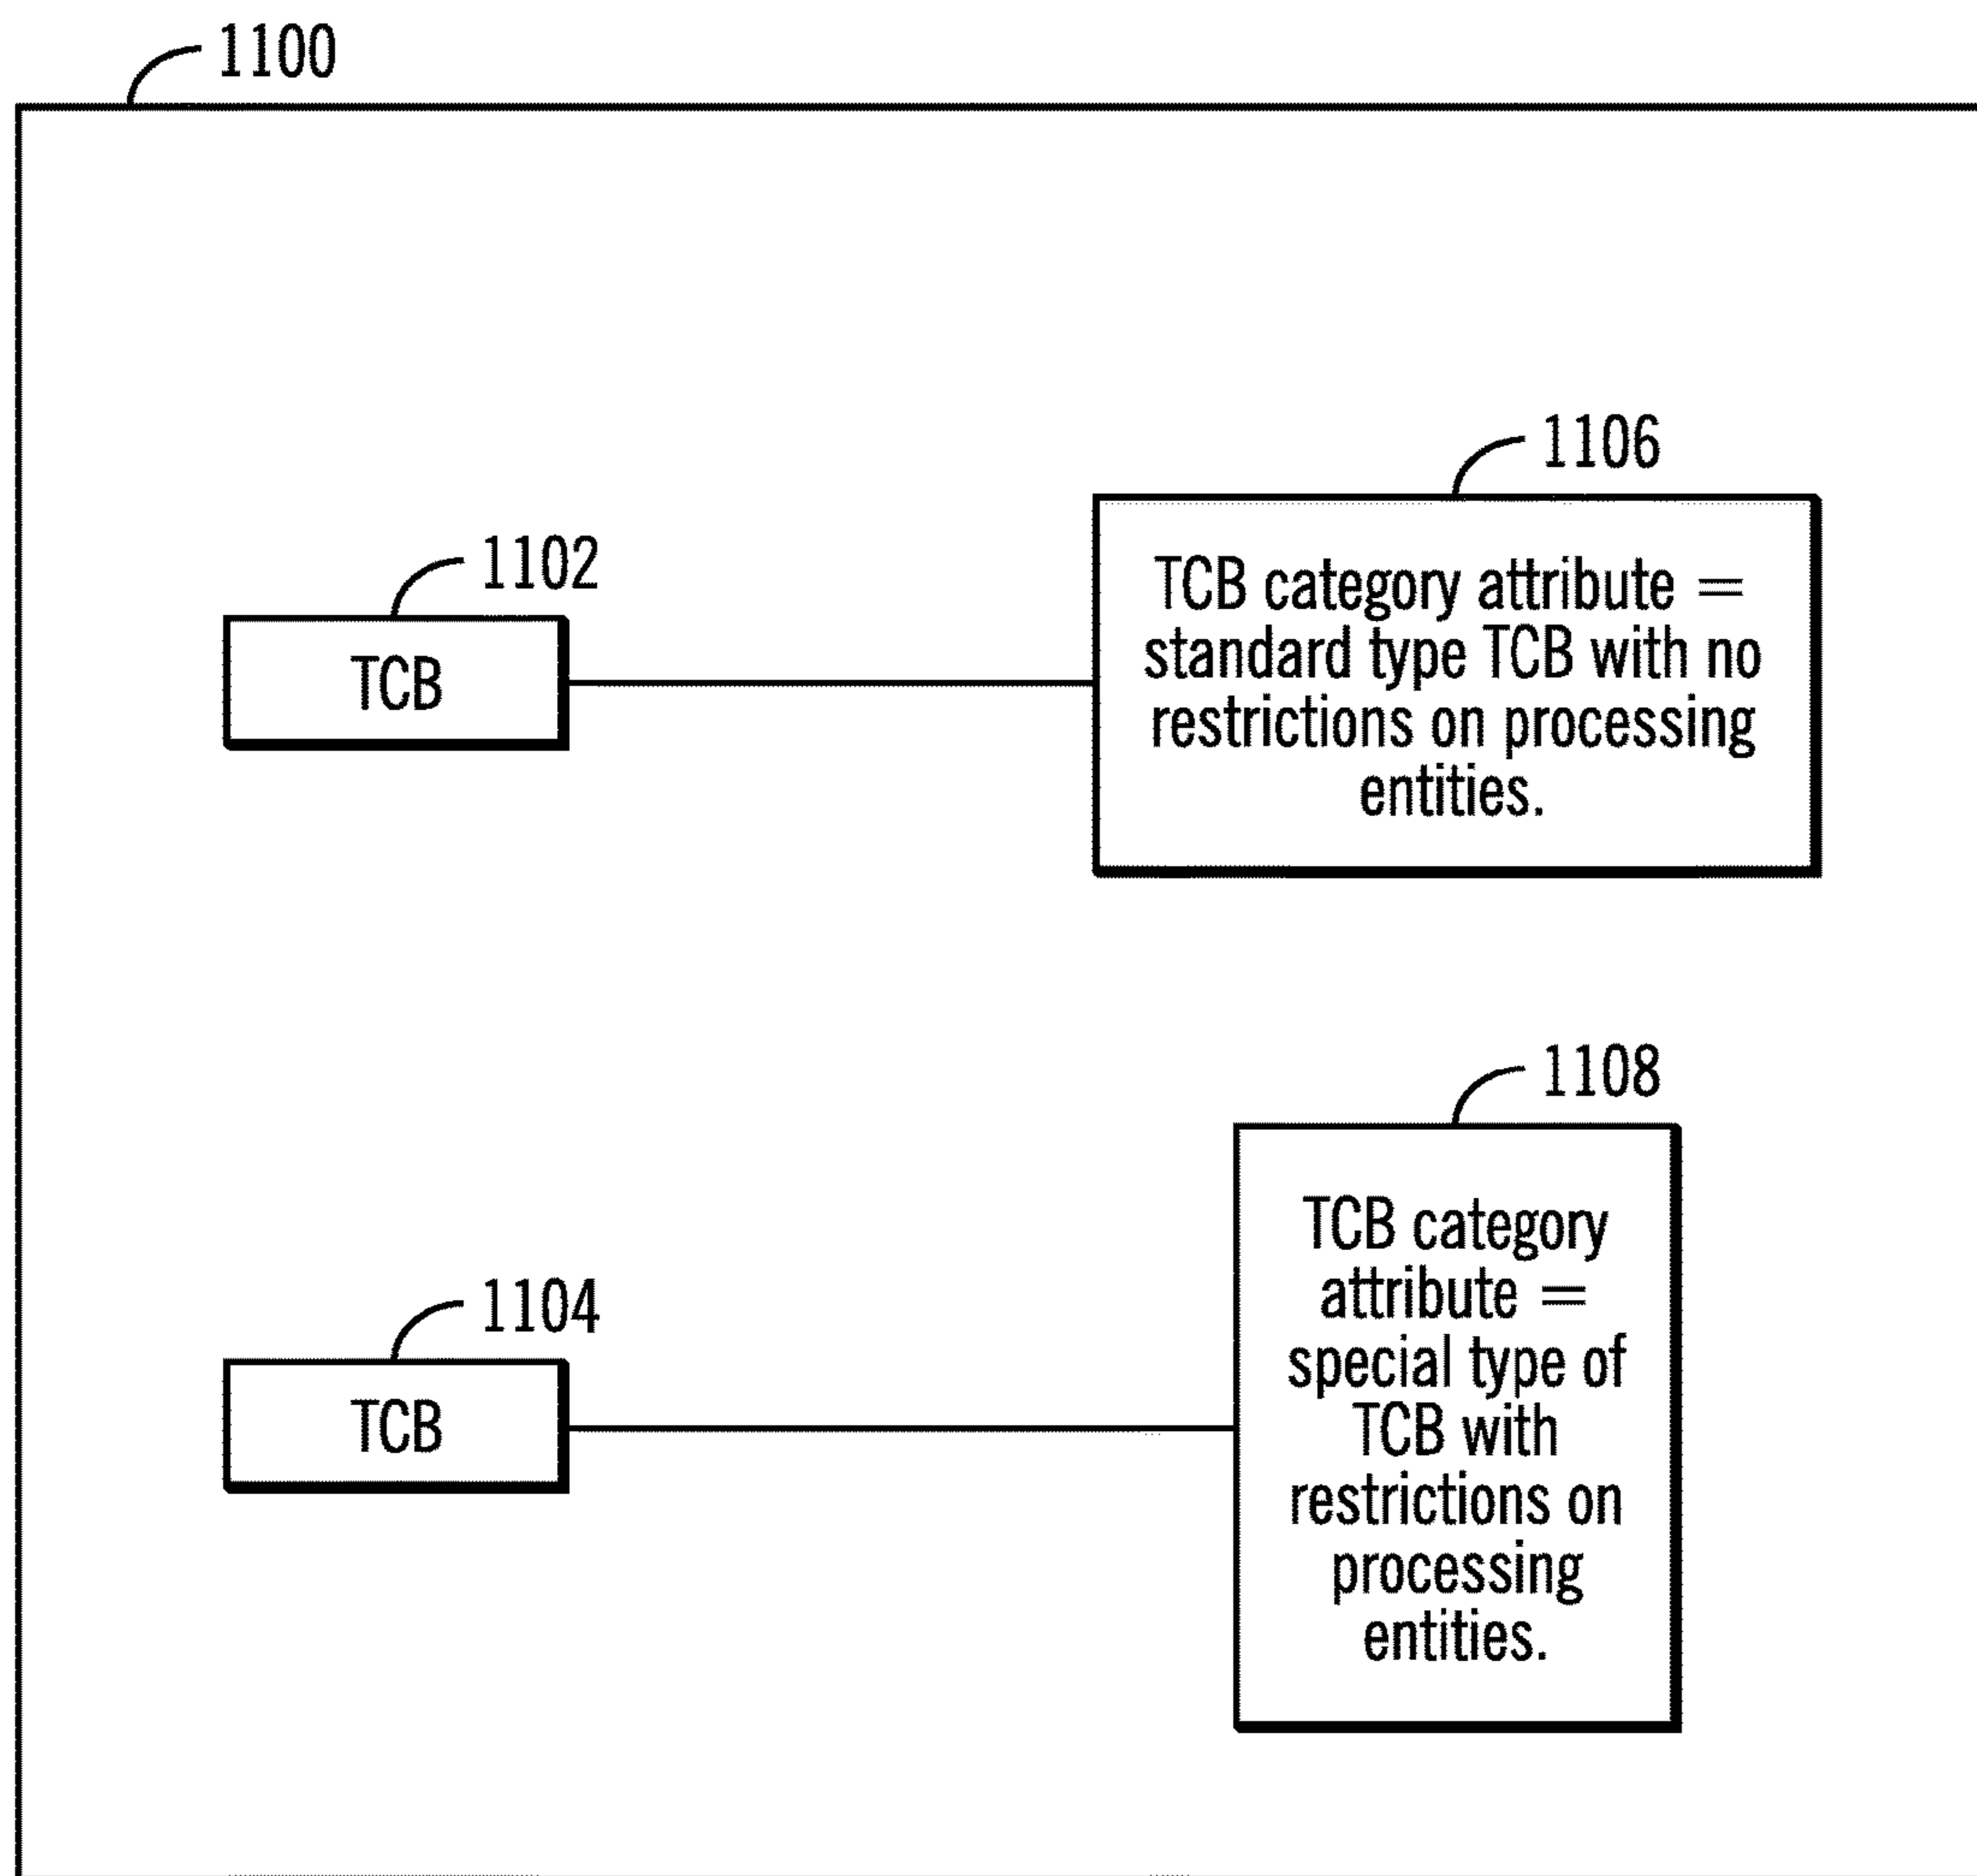 1100
1106
TCB category attribute =
standard type TCB with no
restrictions on processing
entities.
1102
TCB
1108
TCB category
attribute =
special type of
TCB with
restrictions on
processing
entities.
1104
TCB